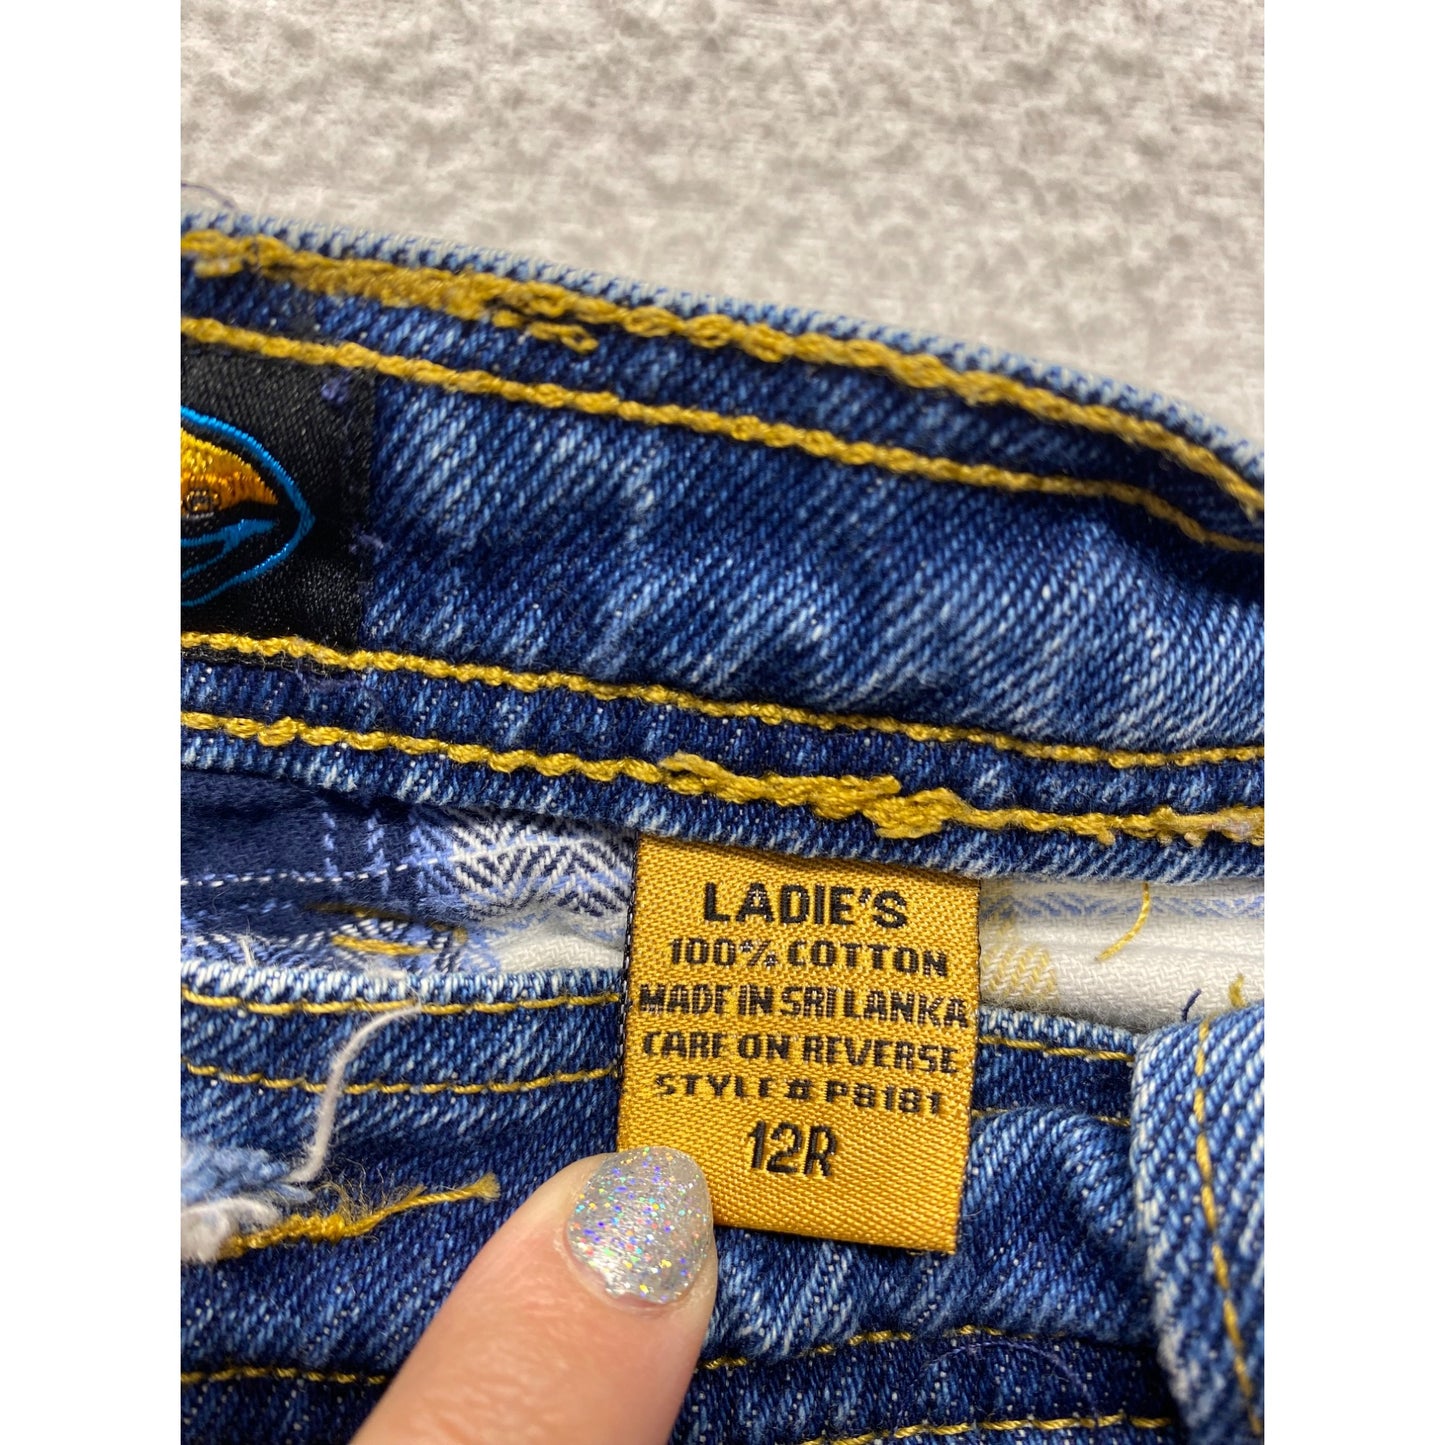 LADIE'S
100% COTTON
MADE IN SRI LANKA
CARE ON REVERSE
STYLE # P8181
12R